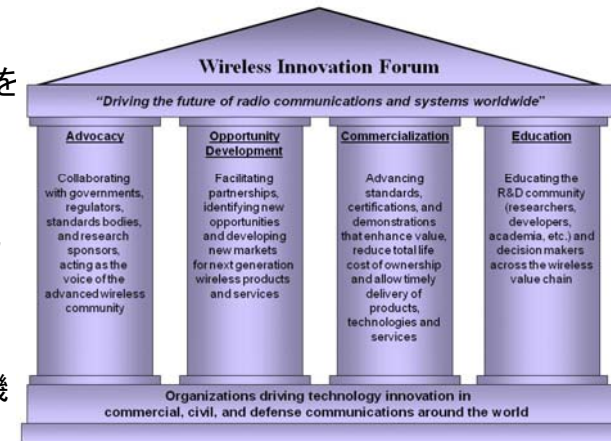 を
機
Wireless Innovation Forum
“Driving the future of radio communications and systems worldwide”
Advocacy
Collaborating
with governments,
regulators,
standards bodies,
and research
sponsors,
acting as the
voice of the
advanced wireless
community
Opportunity
Development
Facilitating
partnerships,
identifying new
opportunities
and developing
new markets
for next generation
wireless products
and services
Commercialization
Advancing
standards,
certifications, and
demonstrations
that enhance value,
reduce total life
cost of ownership
and allow timely
delivery of
products,
technologies and
services
Education
Educating the
R&D community
(researchers,
developers,
academia, etc.) and
decision makers
across the wireless
value chain
Organizations driving technology innovation in
commercial, civil, and defense communications around the world